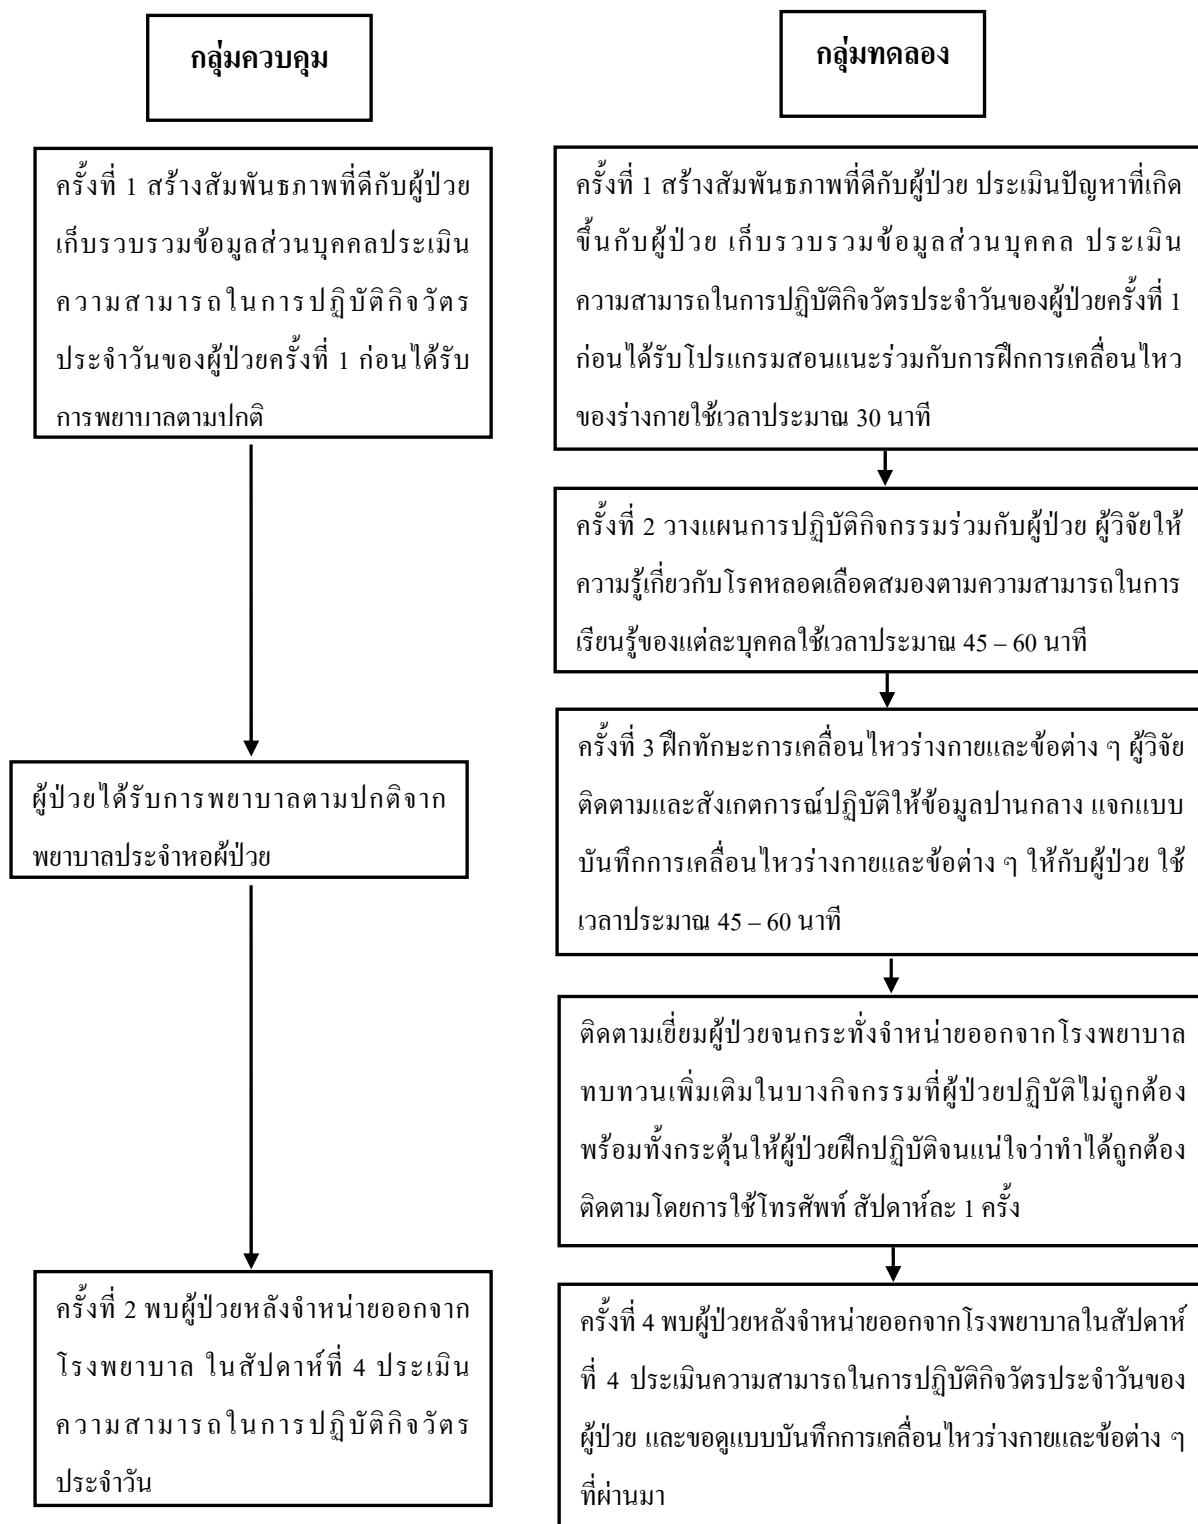 กลุ่มควบคุม
กลุ่มทดลอง
ครั้งที่ 1 สร้างสัมพันธภาพที่ดีกับผู้ป่วย
เก็บรวบรวมข้อมูลส่วนบุคคลประเมิน
ความสามารถในการปฏิบัติกิจวัตร
ประจำวันของผู้ป่วยครั้งที่ 1 ก่อนได้รับ
การพยาบาลตามปกติ
ผู้ป่วยได้รับการพยาบาลตามปกติจาก
พยาบาลประจำหอผู้ป่วย
ครั้งที่ 2 พบผู้ป่วยหลังจำหน่ายออกจาก
โรงพยาบาล ในสัปดาห์ที่ 4 ประเมิน
ความสามารถในการปฏิบัติกิจวัตร
ประจำวัน
ครั้งที่ 1 สร้างสัมพันธภาพที่ดีกับผู้ป่วย ประเมินปัญหาที่เกิด
ขึ้นกับผู้ป่วย เก็บรวบรวมข้อมูลส่วนบุคคล ประเมิน
ความสามารถในการปฏิบัติกิจวัตรประจำวันของผู้ป่วยครั้งที่ 1
ก่อนได้รับโปรแกรมสอนแนะร่วมกับการฝึกการเคลื่อนไหว
ของร่างกายใช้เวลาประมาณ 30 นาที
ครั้งที่ 2 วางแผนการปฏิบัติกิจกรรมร่วมกับผู้ป่วย ผู้วิจัยให้
ความรู้เกี่ยวกับโรคหลอดเลือดสมองตามความสามารถในการ
เรียนรู้ของแต่ละบุคคลใช้เวลาประมาณ 45 – 60 นาที
ครั้งที่ 3 ฝึกทักษะการเคลื่อนไหวร่างกายและข้อต่าง ๆ ผู้วิจัย
ติดตามและสังเกตการณ์ปฏิบัติให้ข้อมูลปานกลาง แจกแบบ
บันทึกการเคลื่อนไหวร่างกายและข้อต่าง ๆ ให้กับผู้ป่วย ใช้
เวลาประมาณ 45 – 60 นาที
ติดตามเยี่ยมผู้ป่วยจนกระทั่งจำหน่ายออกจากโรงพยาบาล
ทบทวนเพิ่มเติมในบางกิจกรรมที่ผู้ป่วยปฏิบัติไม่ถูกต้อง
พร้อมทั้งกระตุ้นให้ผู้ป่วยฝึกปฏิบัติจนแน่ใจว่าทำได้ถูกต้อง
ติดตามโดยการใช้โทรศัพท์ สัปดาห์ละ 1 ครั้ง
ครั้งที่ 4 พบผู้ป่วยหลังจำหน่ายออกจากโรงพยาบาลในสัปดาห์
ที่ 4 ประเมินความสามารถในการปฏิบัติกิจวัตรประจำวันของ
ผู้ป่วย และขอดูแบบบันทึกการเคลื่อนไหวร่างกายและข้อต่าง ๆ
ที่ผ่านมา